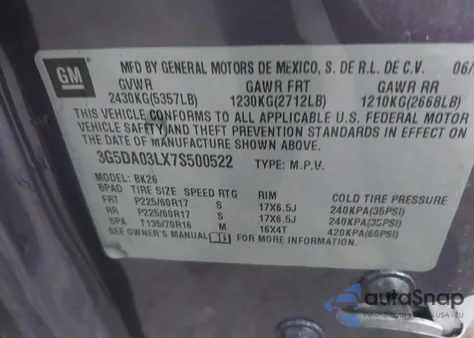 GM MFD BY GENERAL MOTORS DE MEXICO, S. DE R.L. DE C.V. 06/
GVWR GAWR FRT GAWR RR
2430KG(5357LB) 1230KG(2712LB) 1210KG(2668LB)
THIS VEHICLE CONFORMS TO ALL APPLICABLE U.S. FEDERAL MOTOR
VEHICLE SAFETY AND THEFT PREVENTION STANDARDS IN EFFECT ON
THE DATE OF MANUFACTURE SHOWN ABOVE.
3G5DA03LX7S500522 TYPE: M.P.V.
MODEL: BK26
8PAD TIRE SIZE SPEED RTG RIM COLD TIRE PRESSURE
FRT P225/60R17 S 17X6.5J 240KPA(35PSI)
RR P225/60R17 S 17X6.5J 240KPA(35PSI)
SPA T135/70R16 M 16X4T 420KPA(60PSI)
SEE OWNER'S MANUAL FOR MORE INFORMATION.
autoSnap
USA - EU